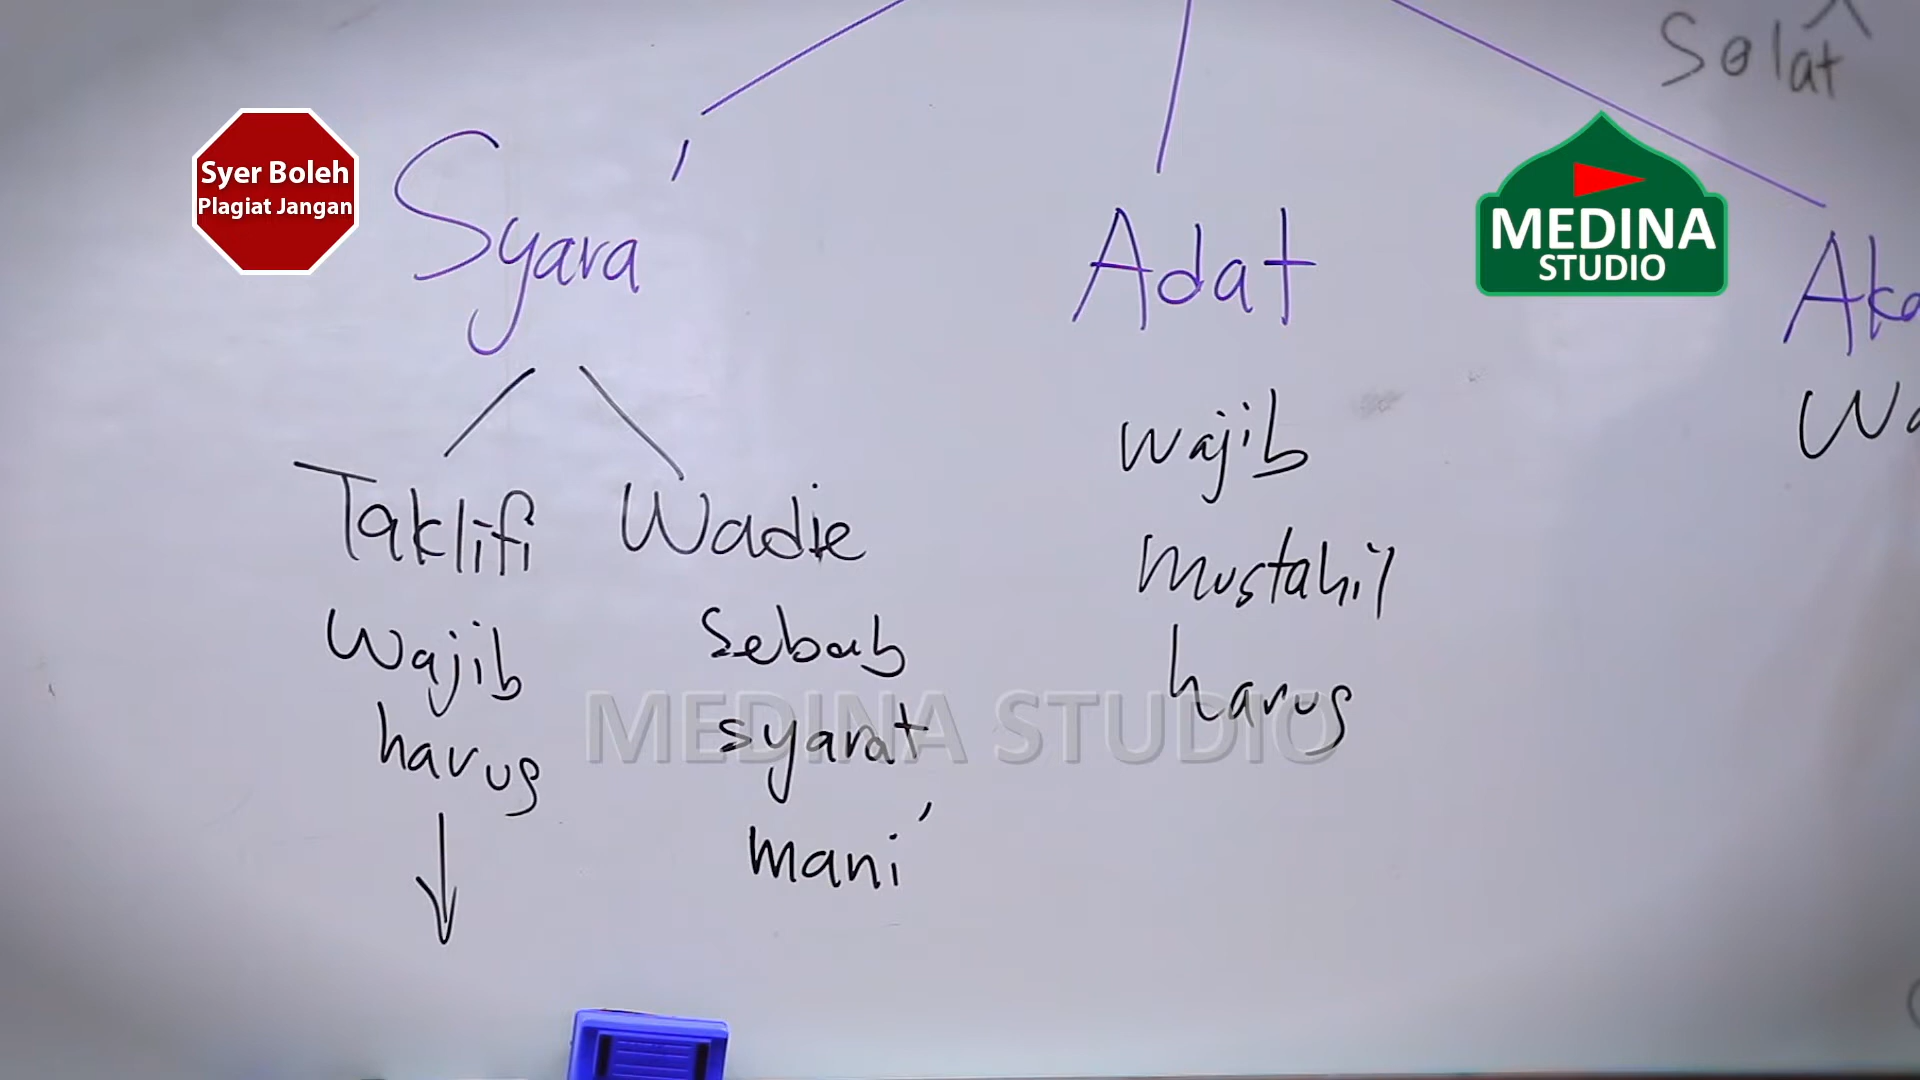 Solat
Syer Boleh
Plagiat Jangan
MEDINA
STUDIO
Syara'
Adat
Taklifi
Wadie
wajib
harus
sebab
syarat
mani'
wajib
mustahil
harus
MEDINA STUDIO